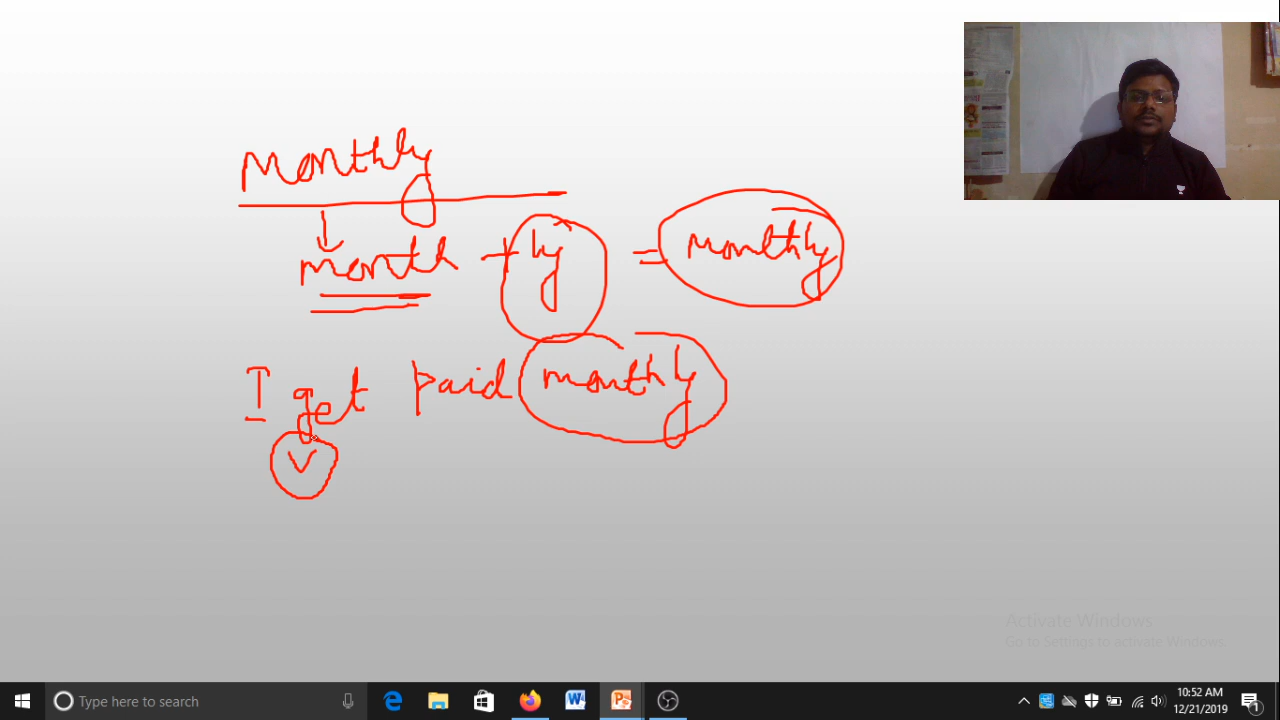 Monthly
month + ly = monthly
I get paid monthly
V
Activate Windows
Go to Settings to activate Windows.
Type here to search
10:52 AM
12/21/2019